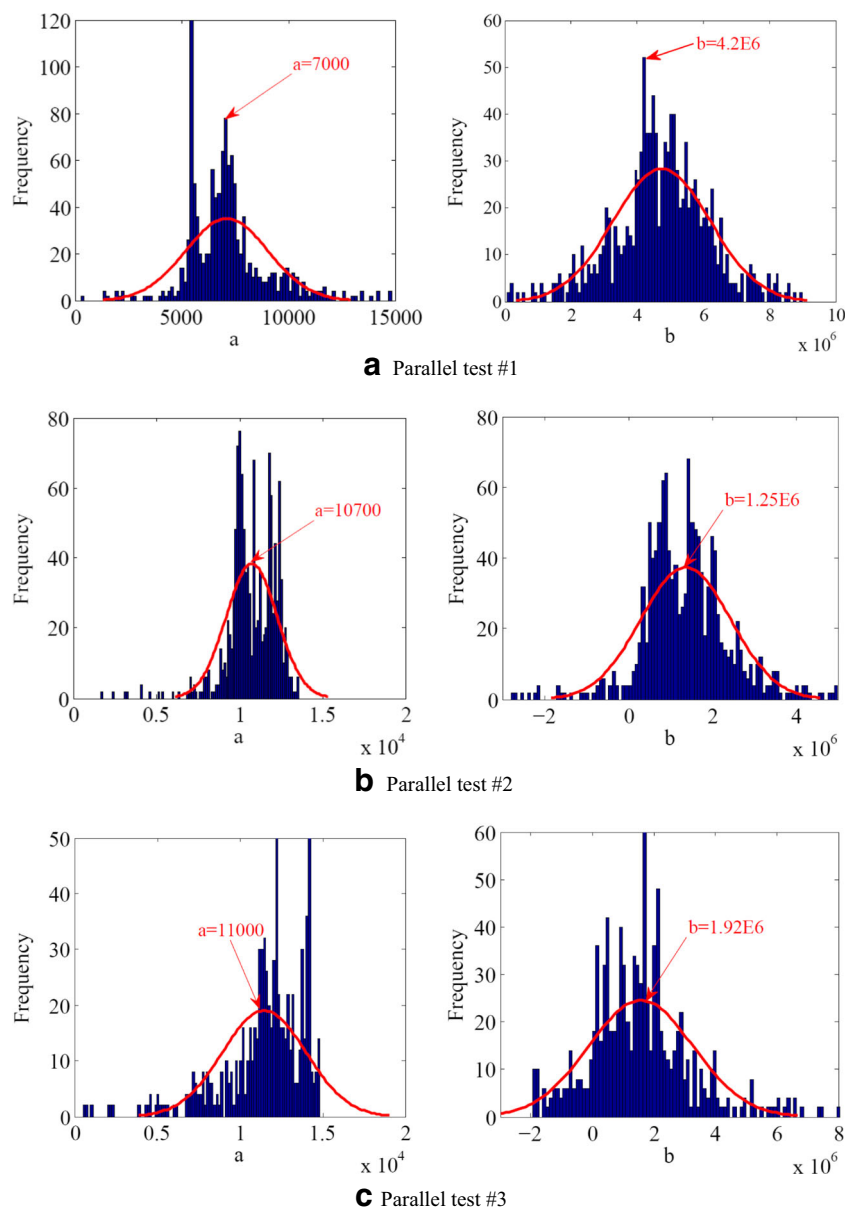 120
100
80
60
40
20
0
Frequency
a=7000
5000
10000
15000
a
60
50
40
30
20
10
0
Frequency
b=4.2E6
0
2
4
6
8
10
b
x 10^6
a Parallel test #1
80
60
40
20
0
Frequency
a=10700
0
0.5
1
1.5
2
a
x 10^4
80
60
40
20
0
Frequency
b=1.25E6
−2
0
2
4
b
x 10^6
b Parallel test #2
50
40
30
20
10
0
Frequency
a=11000
0
0.5
1
1.5
2
a
x 10^4
60
50
40
30
20
10
0
Frequency
b=1.92E6
−2
0
2
4
6
8
b
x 10^6
c Parallel test #3